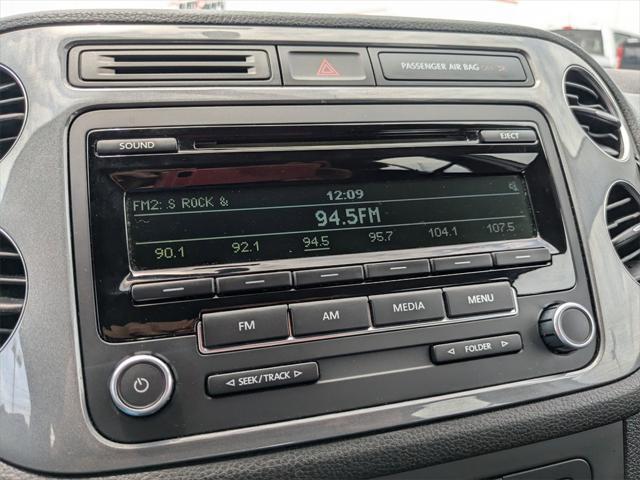 PASSENGER AIR BAG OFF
SOUND
EJECT
FM2: S ROCK &
12:09
94.5FM
90.1 92.1 94.5 95.7 104.1 107.5
FM AM MEDIA MENU
SEEK/TRACK
FOLDER